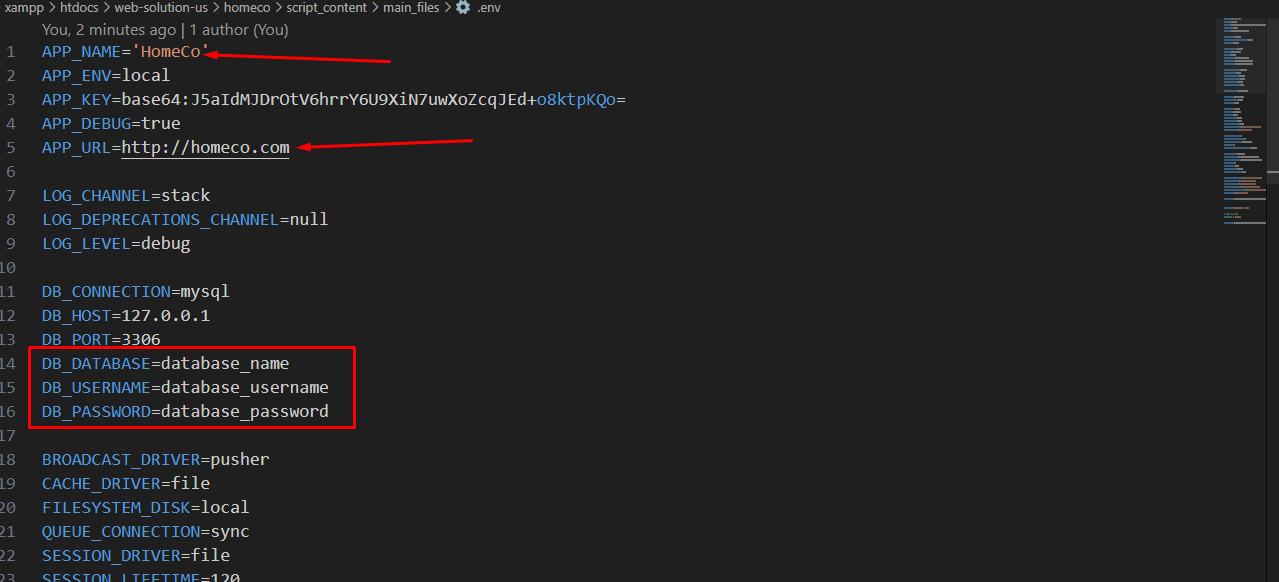 xampp > htdocs > web-solution-us > homeco > script_content > main_files > .env
You, 2 minutes ago | 1 author (You)
1 APP_NAME='HomeCo'
2 APP_ENV=local
3 APP_KEY=base64:J5aIdMJDrOtV6hrrY6U9XiN7uwXoZcqJEd+o8ktpKQo=
4 APP_DEBUG=true
5 APP_URL=http://homeco.com
6
7 LOG_CHANNEL=stack
8 LOG_DEPRECATIONS_CHANNEL=null
9 LOG_LEVEL=debug
10
11 DB_CONNECTION=mysql
12 DB_HOST=127.0.0.1
13 DB_PORT=3306
14 DB_DATABASE=database_name
15 DB_USERNAME=database_username
16 DB_PASSWORD=database_password
17
18 BROADCAST_DRIVER=pusher
19 CACHE_DRIVER=file
20 FILESYSTEM_DISK=local
21 QUEUE_CONNECTION=sync
22 SESSION_DRIVER=file
23 SESSION_LIFETIME=120